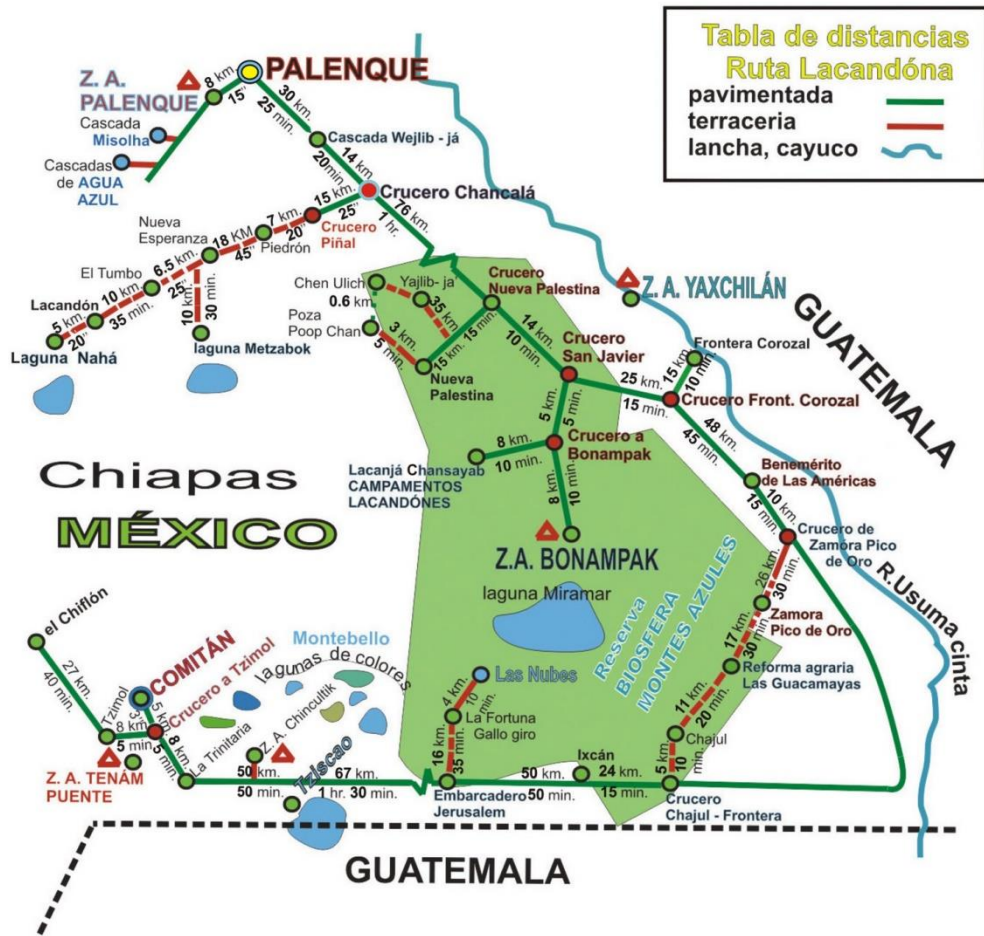 Tabla de distancias
Ruta Lacandóna
pavimentada
terraceria
lancha, cayuco
PALENQUE
Z. A.
PALENQUE
8 km.
15”
Cascada
Misolha
Cascadas
de AGUA
AZUL
30 km.
25 min.
Cascada Wejlib - já
14 km.
20min.
Crucero Chancalá
15 km.
25”
Crucero
Piñal
7 km.
20”
Piedrón
Nueva
Esperanza
18 KM
45”
6.5 km.
25”
El Tumbo
10 km.
35 min.
Lacandón
5 km.
20”
Laguna Nahá
10 km.
30 min.
laguna Metzabok
76 km.
1 hr.
Chen Ulich
Yajlib- ja’
0.6 km
35 km.
Poza
Poop Chan
3 km.
5 min.
15 km.
15 min.
Nueva
Palestina
Crucero
Nueva Palestina
14 km.
10 min.
Crucero
San Javier
Z. A. YAXCHILÁN
GUATEMALA
Frontera Corozal
15 km.
10 min.
25 km.
15 min.
Crucero Front. Corozal
5 km.
5 min.
Crucero a
Bonampak
8 km.
10 min.
Lacanjá Chansayab
CAMPAMENTOS
LACANDÓNES
8 km.
10 min.
Z.A. BONAMPAK
48 km.
45 min.
Benemérito
de Las Américas
10 km.
15 min.
Crucero de
Zamóra Pico
de Oro
R.Usumacinta
Chiapas
MÉXICO
laguna Miramar
Reserva
BIOSFERA
MONTES AZULES
26 km.
30 min.
Zamora
Pico de Oro
17 km.
30 min.
Reforma agraria
Las Guacamayas
11 km.
20 min.
Chajul
5 km.
10 min.
Crucero
Chajul - Frontera
el Chiflón
27 km.
40 min.
Tzimol
COMITÁN
5 km.
3”
Crucero a Tzimol
8 km.
5 min.
Z. A. TENÁM
PUENTE
8 km.
5 min.
La Trinitaria
Montebello
lagunas de colores
Z. A. Chincultik
50 km.
50 min.
Tziscao
67 km.
1 hr. 30 min.
Las Nubes
4 km.
10 min.
La Fortuna
Gallo giro
16 km.
35 min.
Embarcadero
Jerusalem
50 km.
50 min.
Ixcán
24 km.
15 min.
GUATEMALA